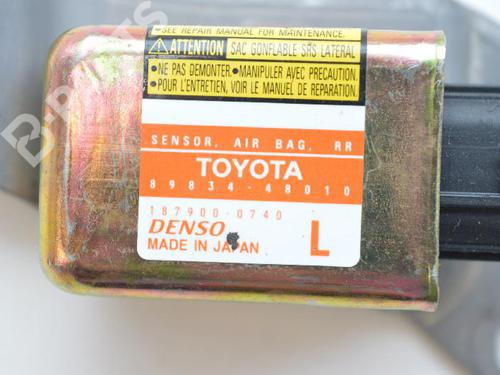 •SEE REPAIR MANUAL FOR MAINTENANCE.
ATTENTION SAC GONFLABLE SRS LATERAL
•NE PAS DEMONTER.•MANIPULER AVEC PRECAUTION.
•POUR L'ENTRETIEN, VOIR LE MANUEL DE REPARATION.
SENSOR, AIR BAG, RR
TOYOTA
89834-48010
187900-0740
DENSO
MADE IN JAPAN
L
B-PARTS